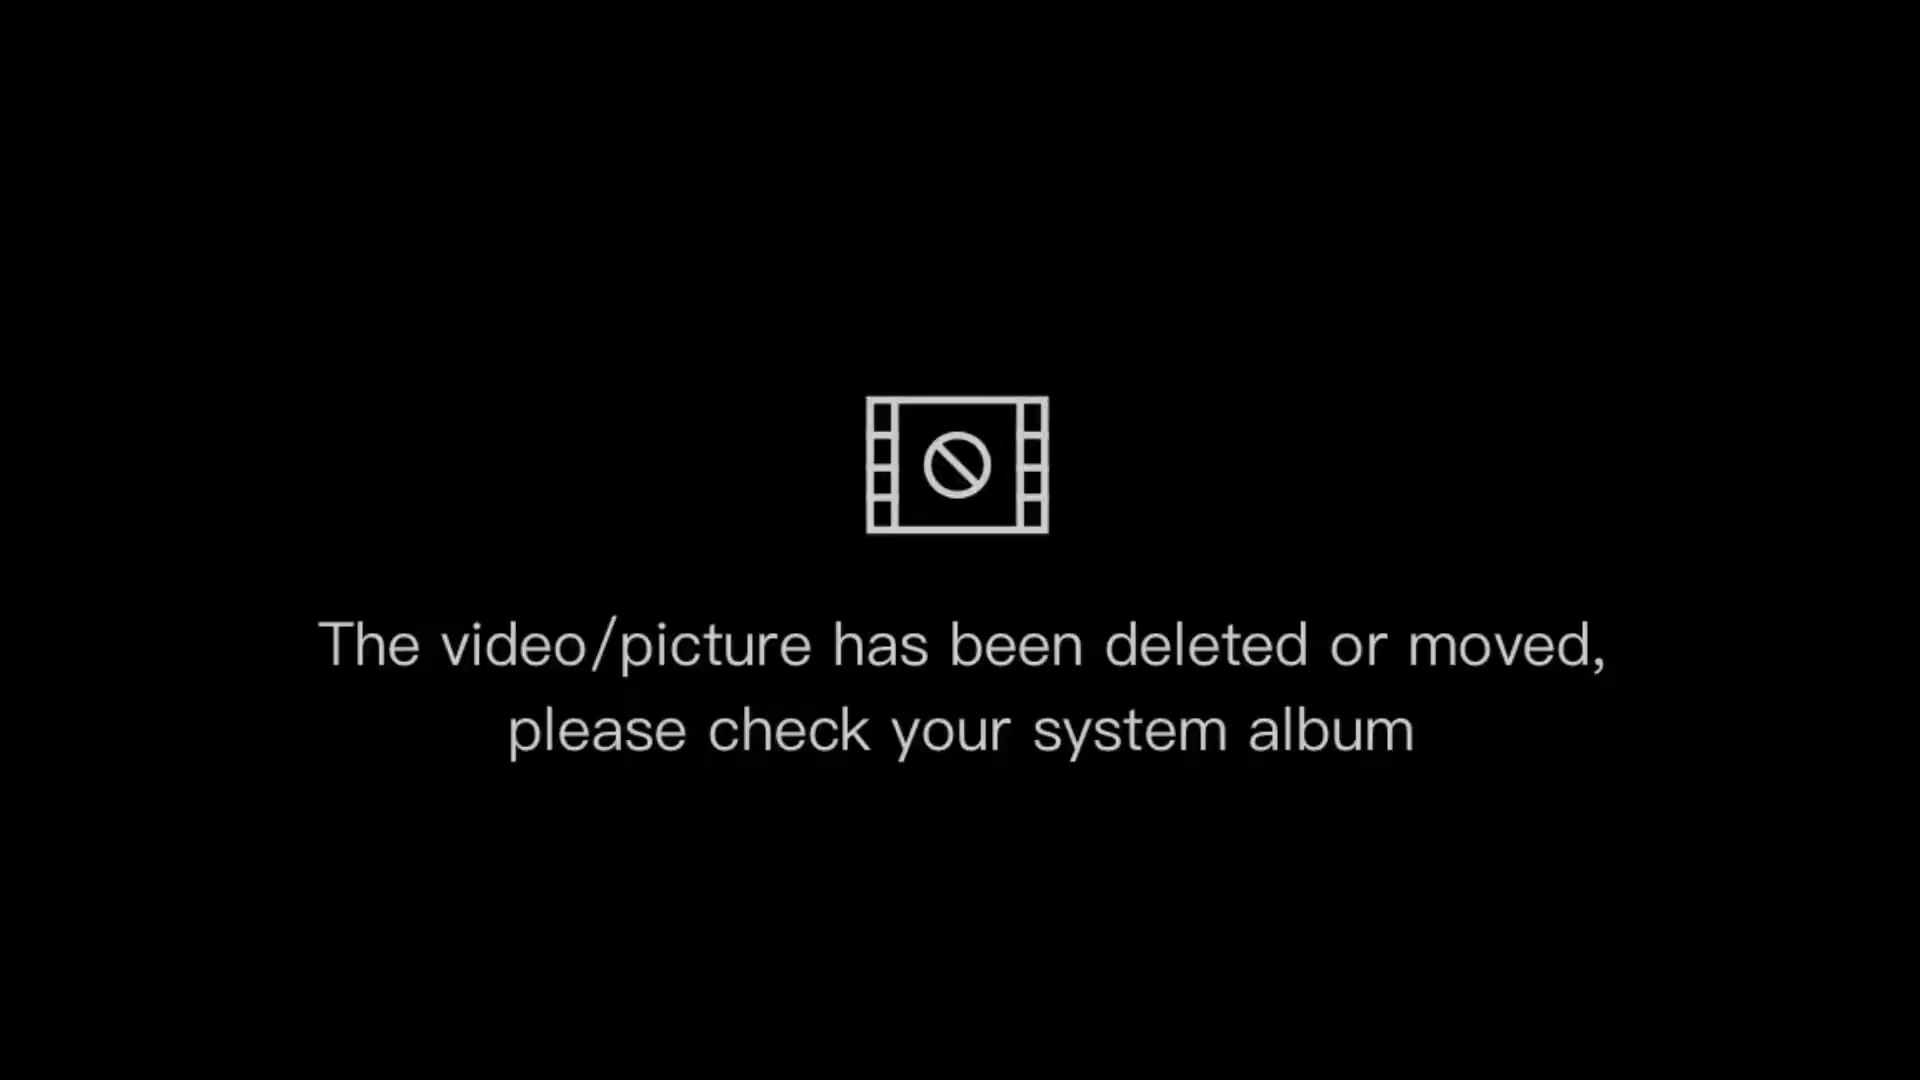 The video/picture has been deleted or moved,
please check your system album